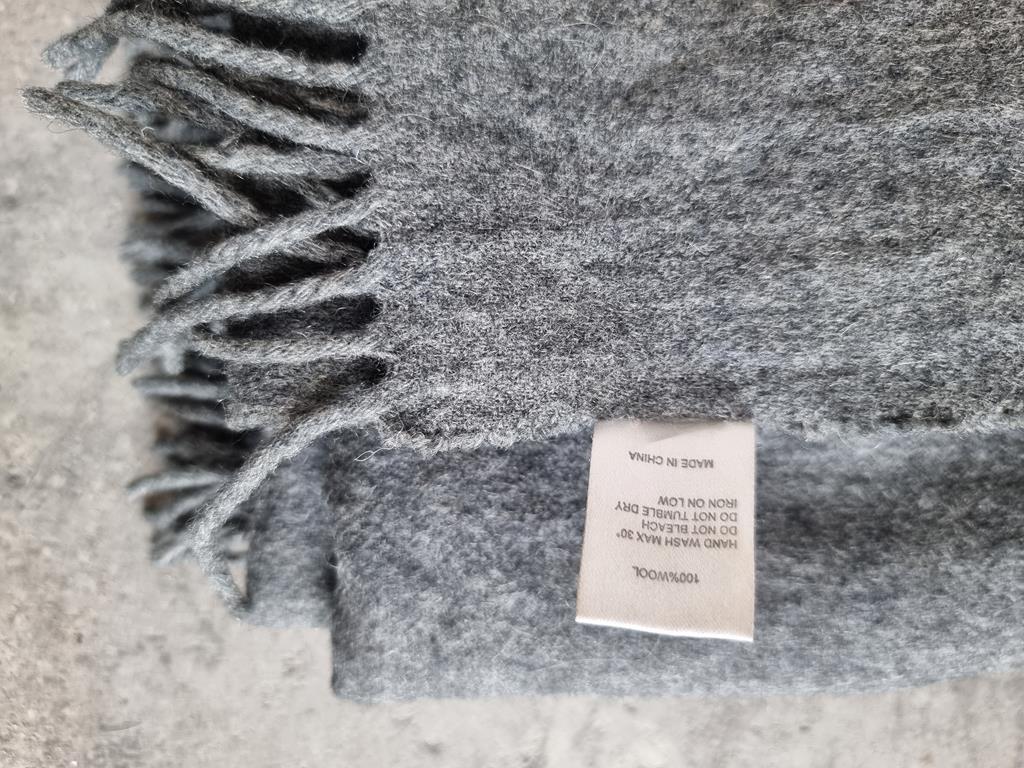 100%WOOL
HAND WASH MAX 30°
DO NOT BLEACH
DO NOT TUMBLE DRY
IRON ON LOW
MADE IN CHINA